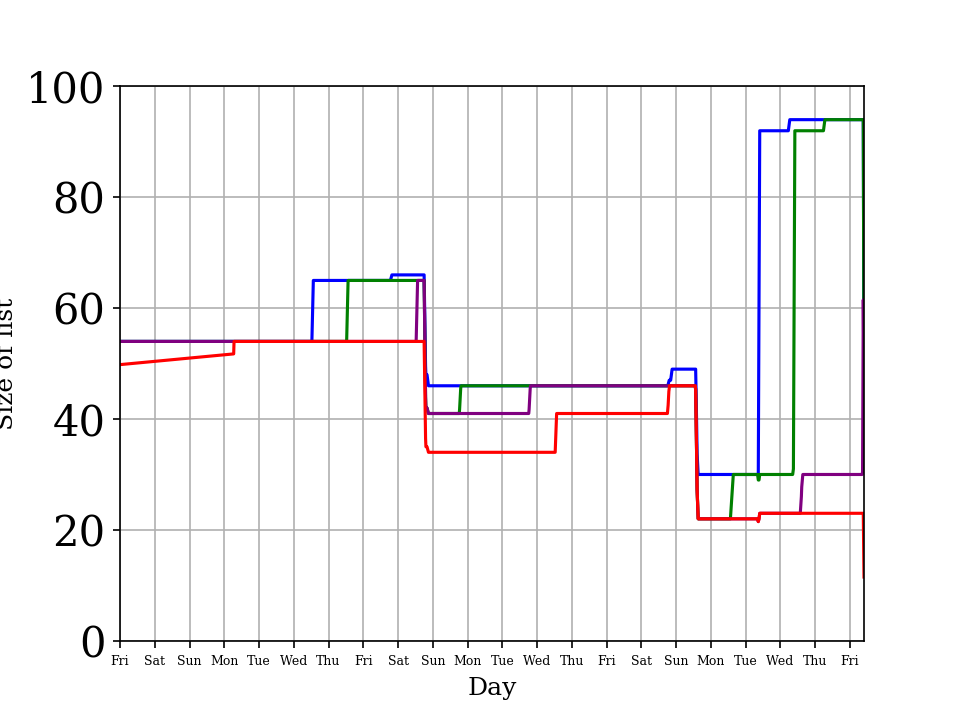 100
80
60
40
20
0
Size of list
Fri Sat Sun Mon Tue Wed Thu Fri Sat Sun Mon Tue Wed Thu Fri Sat Sun Mon Tue Wed Thu Fri
Day